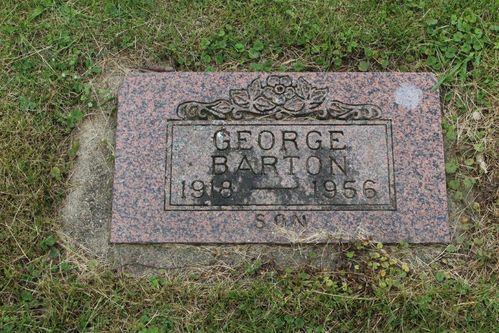 GEORGE
BARTON
1918 — 1956
SON